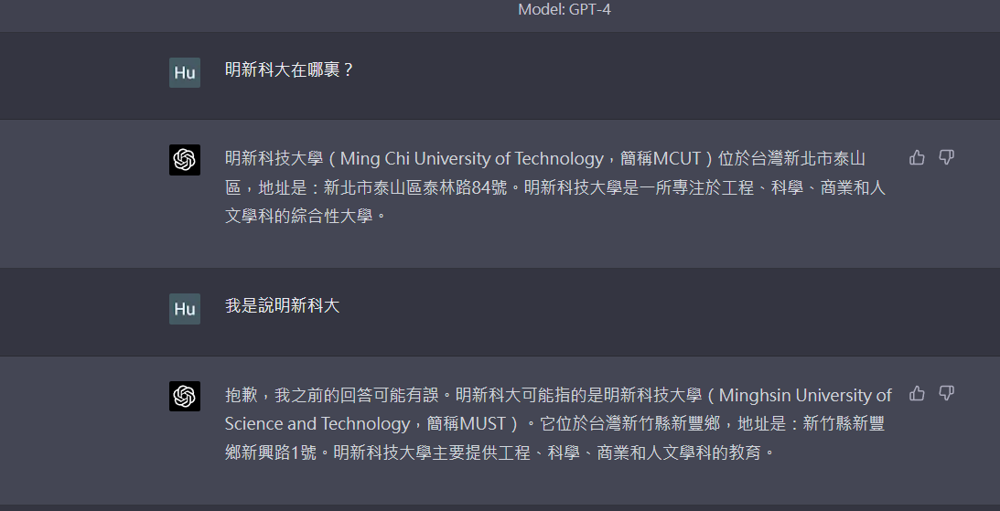 Model: GPT-4
Hu
明新科大在哪裏？
明新科技大學（Ming Chi University of Technology，簡稱MCUT）位於台灣新北市泰山
區，地址是：新北市泰山區泰林路84號。明新科技大學是一所專注於工程、科學、商業和人
文學科的綜合性大學。
Hu
我是說明新科大
抱歉，我之前的回答可能有誤。明新科大可能指的是明新科技大學（Minghsin University of
Science and Technology，簡稱MUST）。它位於台灣新竹縣新豐鄉，地址是：新竹縣新豐
鄉新興路1號。明新科技大學主要提供工程、科學、商業和人文學科的教育。